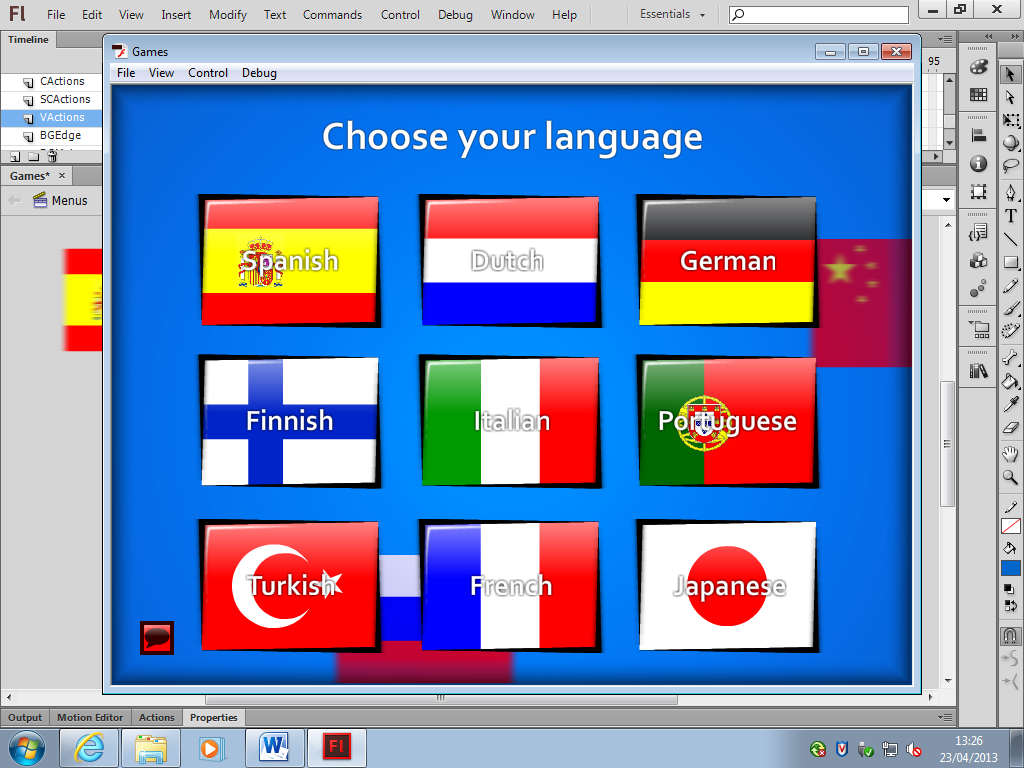 Fl File Edit View Insert Modify Text Commands Control Debug Window Help Essentials
Timeline
Games
95
File View Control Debug
CActions
SCActions
VActions
BGEdge
Games*
Menus
Choose your language
Spanish Dutch German
Finnish Italian Portuguese
Turkish French Japanese
T
Output Motion Editor Actions Properties
W Fl
13:26
23/04/2013